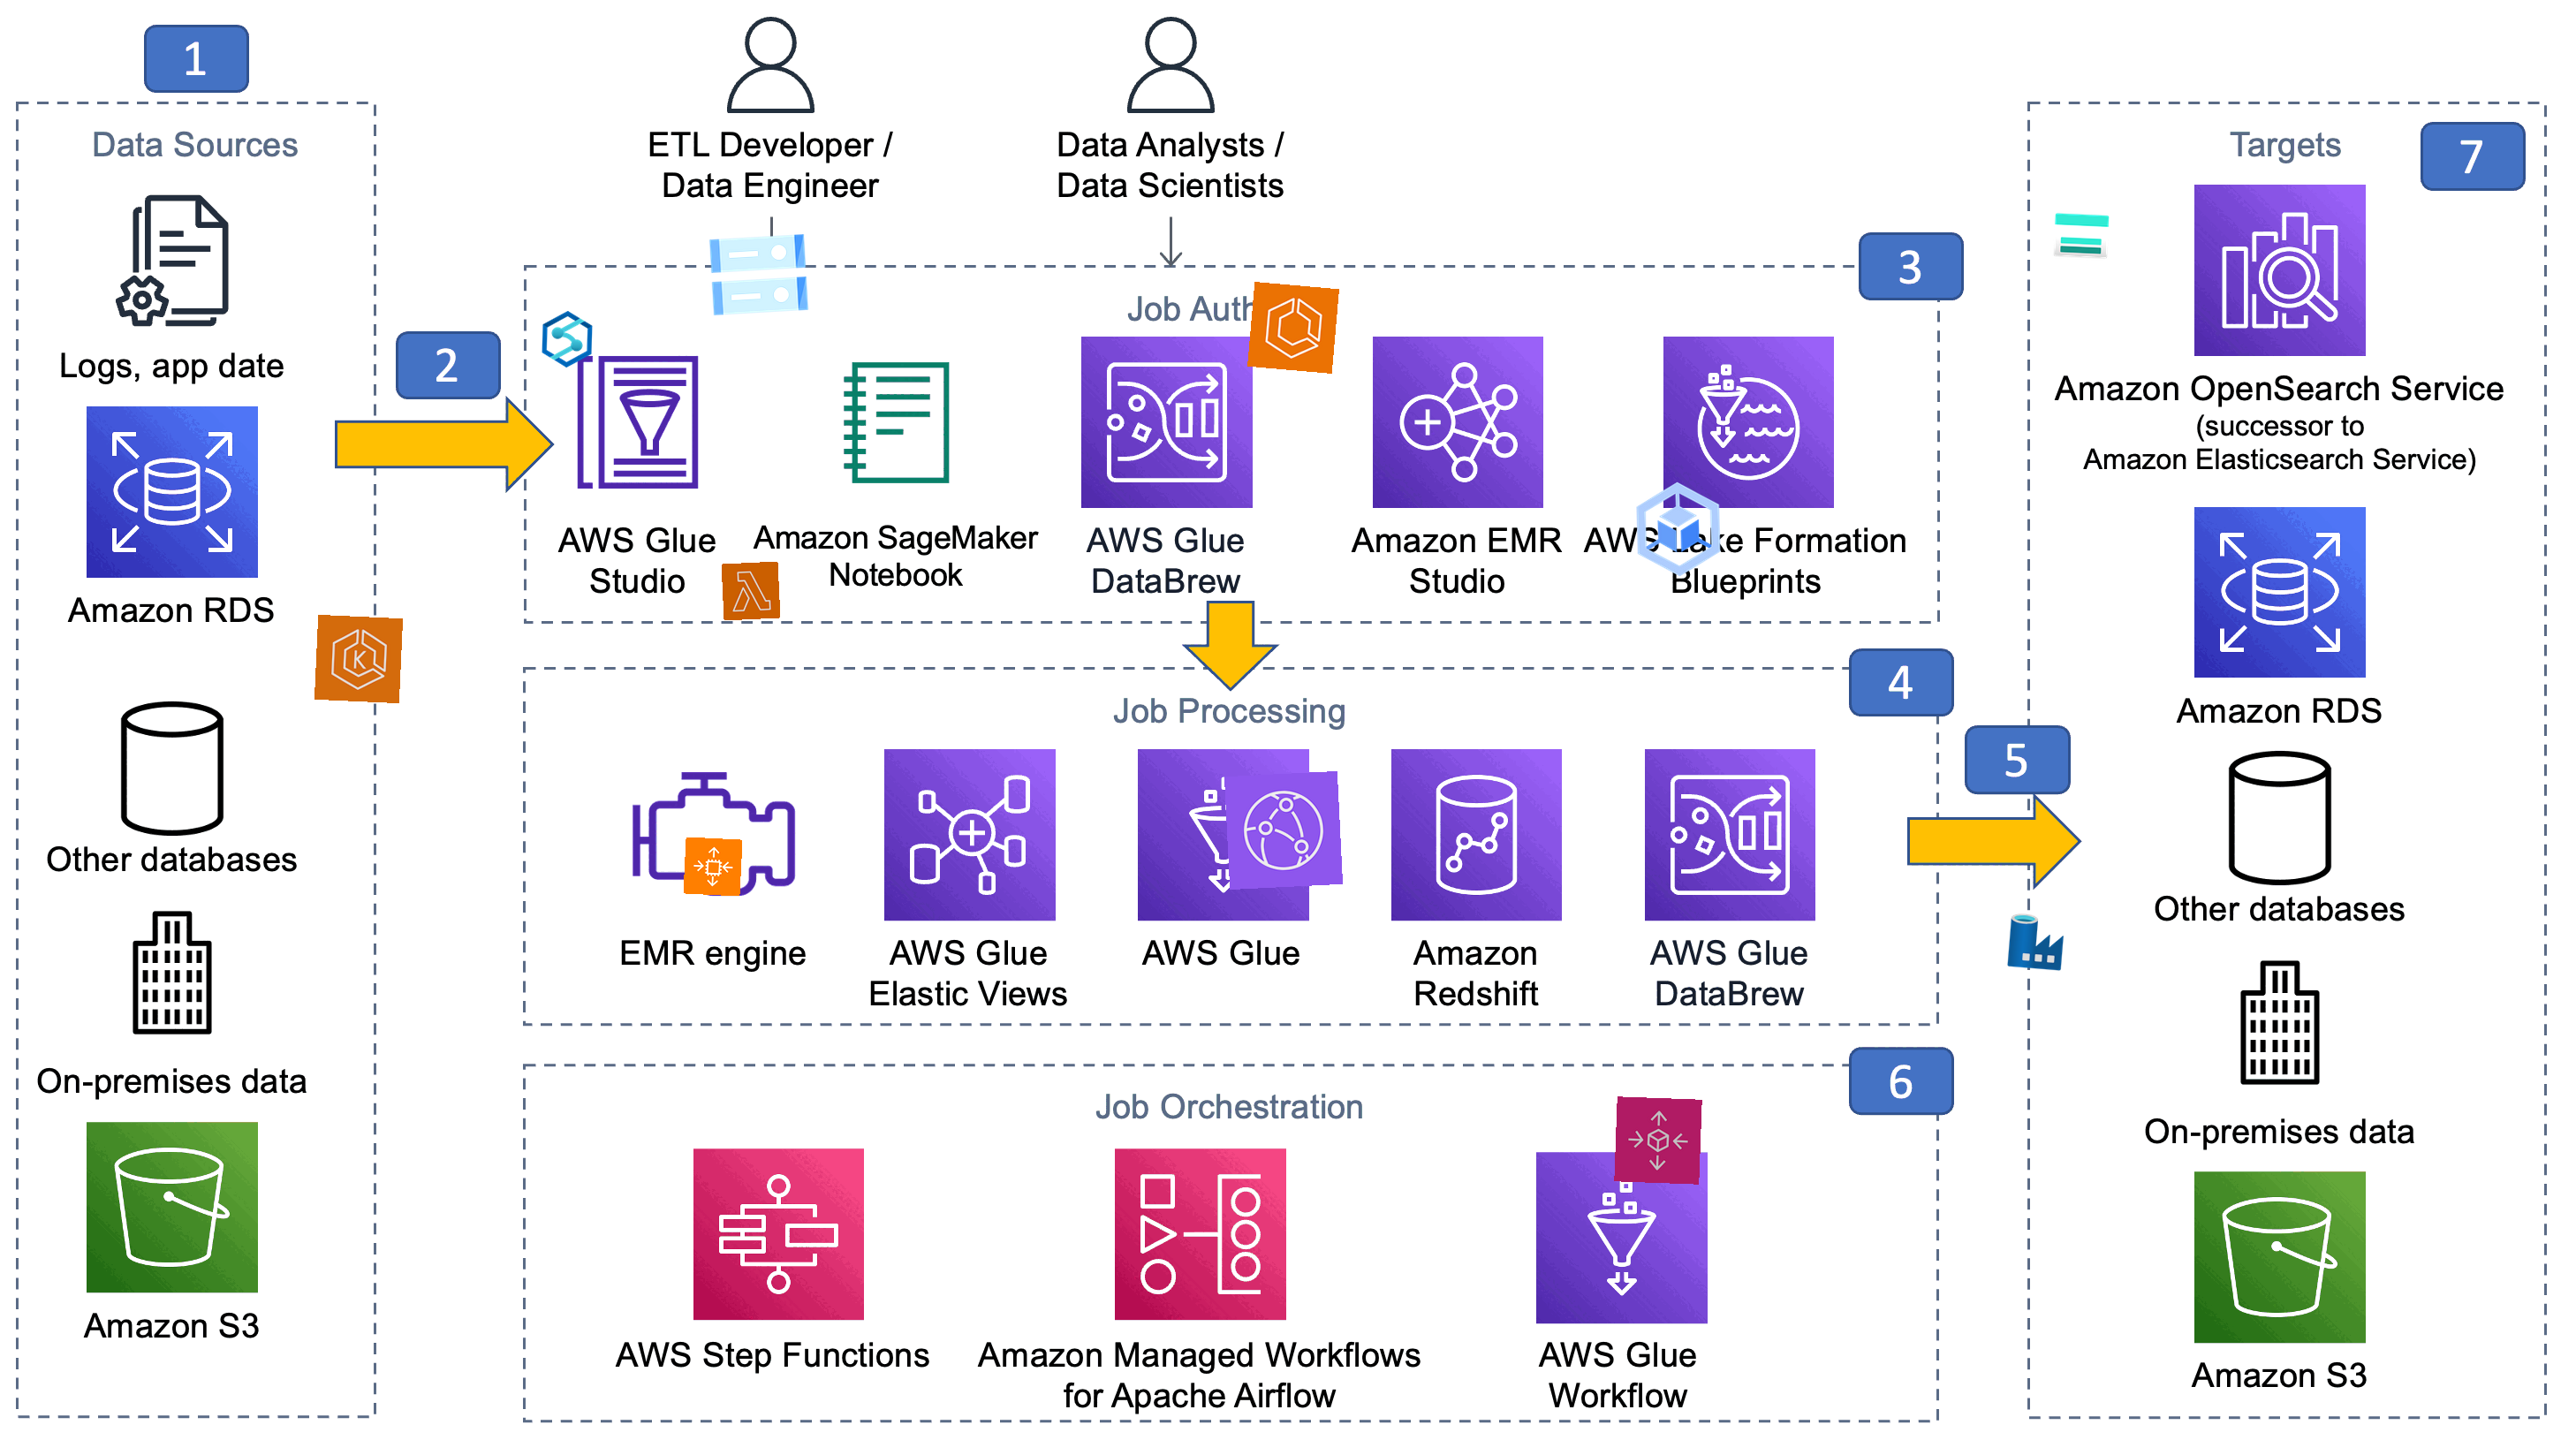 1
Data Sources
Logs, app date
Amazon RDS
Other databases
On-premises data
Amazon S3
2
ETL Developer /
Data Engineer
Data Analysts /
Data Scientists
3
Job
AWS Glue
Studio
Amazon SageMaker
Notebook
AWS Glue
DataBrew
Amazon EMR
Studio
AWS Lake Formation
Blueprints
4
Job Processing
EMR engine
AWS Glue
Elastic Views
AWS Glue
Amazon
Redshift
AWS Glue
DataBrew
5
6
Job Orchestration
AWS Step Functions
Amazon Managed Workflows
for Apache Airflow
AWS Glue
Workflow
7
Targets
Amazon OpenSearch Service
(successor to
Amazon Elasticsearch Service)
Amazon RDS
Other databases
On-premises data
Amazon S3
K